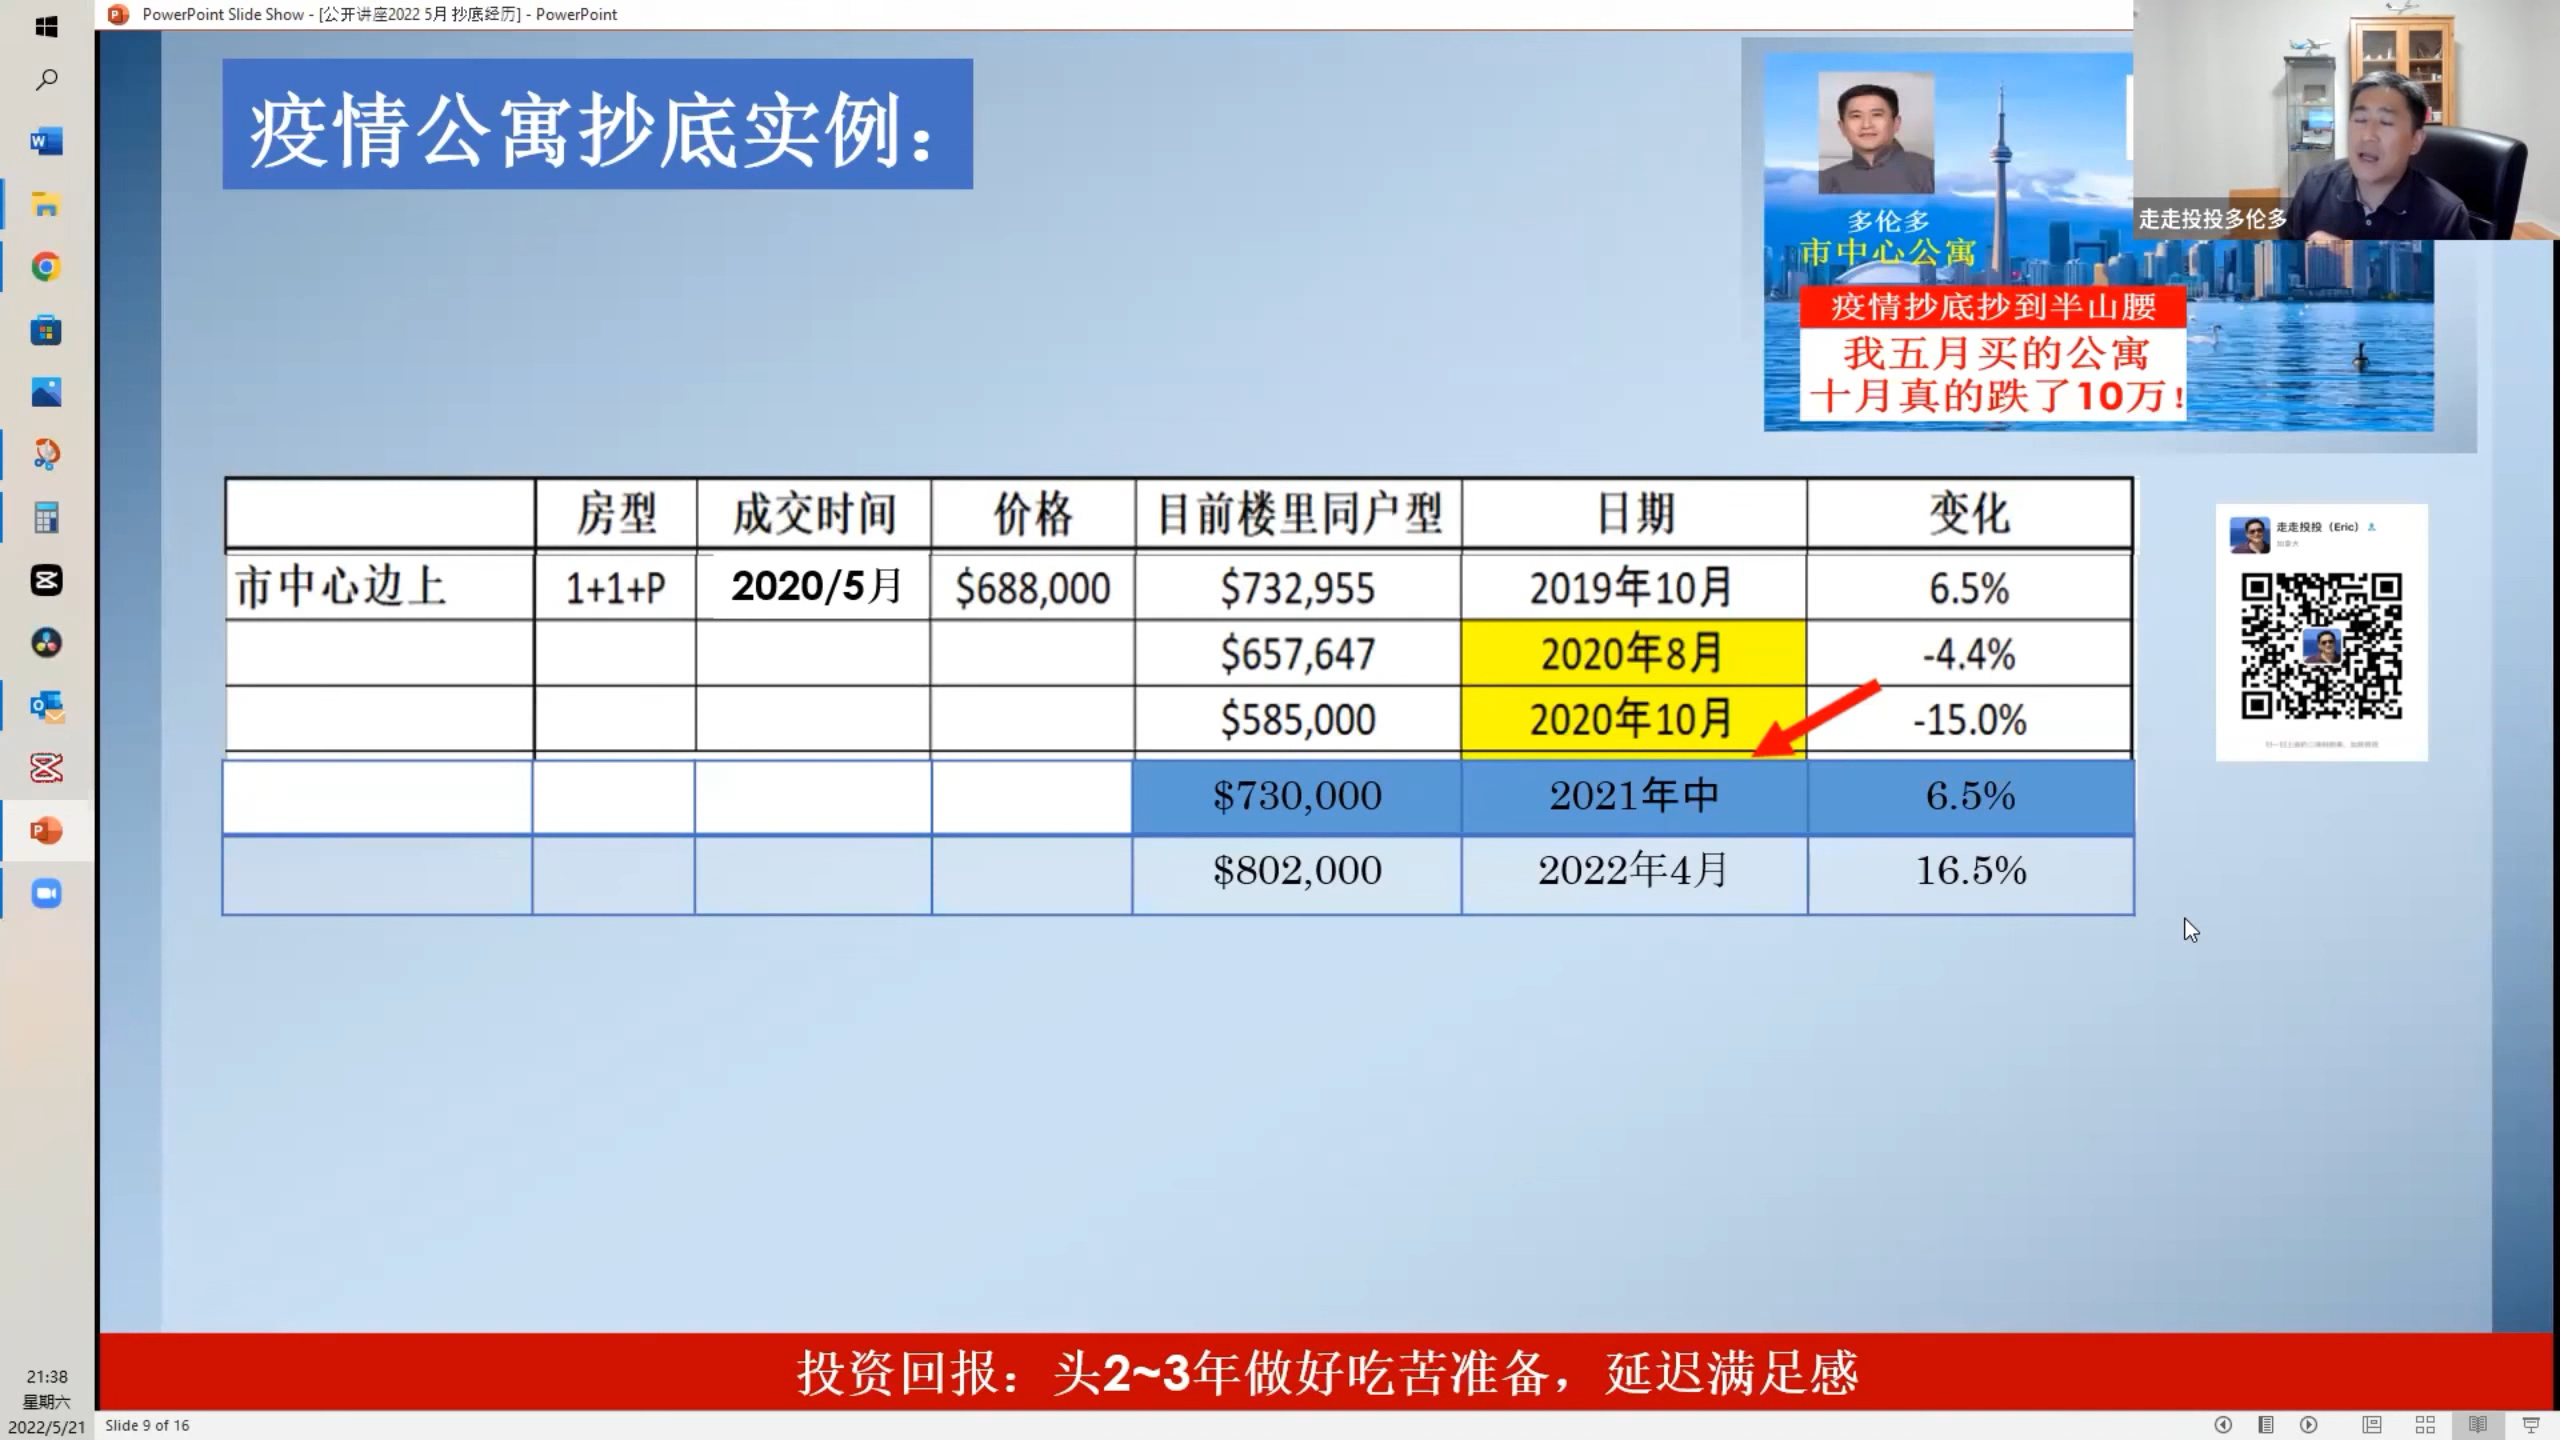 PowerPoint Slide Show - [公开讲座2022 5月 抄底经历] - PowerPoint
疫情公寓抄底实例：
多伦多
市中心公寓
疫情抄底抄到半山腰
我五月买的公寓
十月真的跌了10万！
走走投投多伦多
房型 成交时间 价格 目前楼里同户型 日期 变化
市中心边上 1+1+P 2020/5月 $688,000 $732,955 2019年10月 6.5%
$657,647 2020年8月 -4.4%
$585,000 2020年10月 -15.0%
$730,000 2021年中 6.5%
$802,000 2022年4月 16.5%
走走投投（Eric）
加拿大
投资回报：头2~3年做好吃苦准备，延迟满足感
21:38
星期六
2022/5/21
Slide 9 of 16